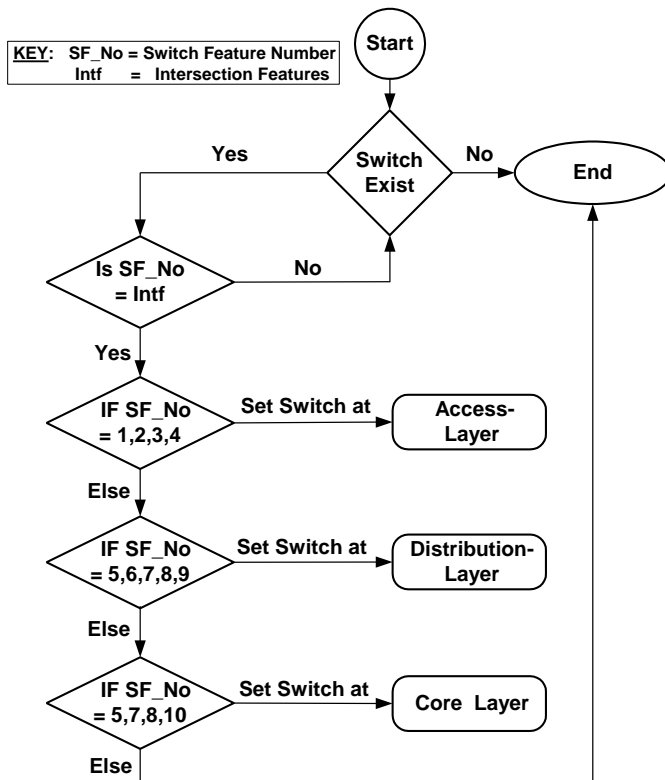 Start
KEY: SF_No = Switch Feature Number
Intf = Intersection Features
Yes
Switch
Exist
No
End
Is SF_No
= Intf
No
Yes
IF SF_No
= 1,2,3,4
Set Switch at
Access-
Layer
Else
IF SF_No
= 5,6,7,8,9
Set Switch at
Distribution-
Layer
Else
IF SF_No
= 5,7,8,10
Set Switch at
Core Layer
Else